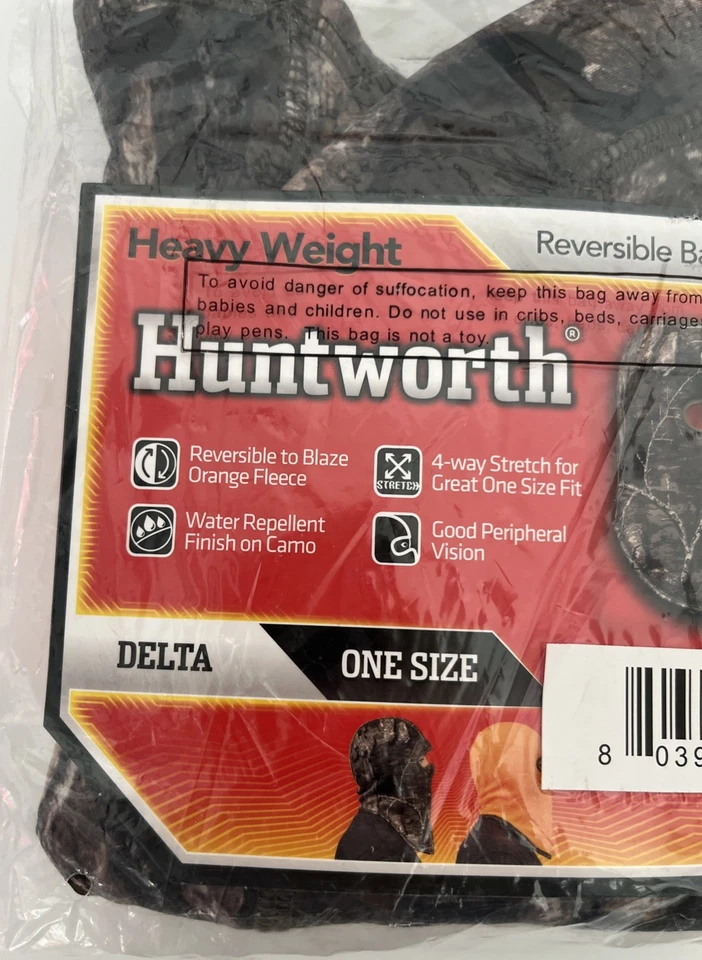 Heavy Weight
Reversible Ba
To avoid danger of suffocation, keep this bag away from
babies and children. Do not use in cribs, beds, carriages
play pens. This bag is not a toy.
Huntworth®
Reversible to Blaze
Orange Fleece
4-way Stretch for
Great One Size Fit
STRETCH
Water Repellent
Finish on Camo
Good Peripheral
Vision
DELTA
ONE SIZE
8 039